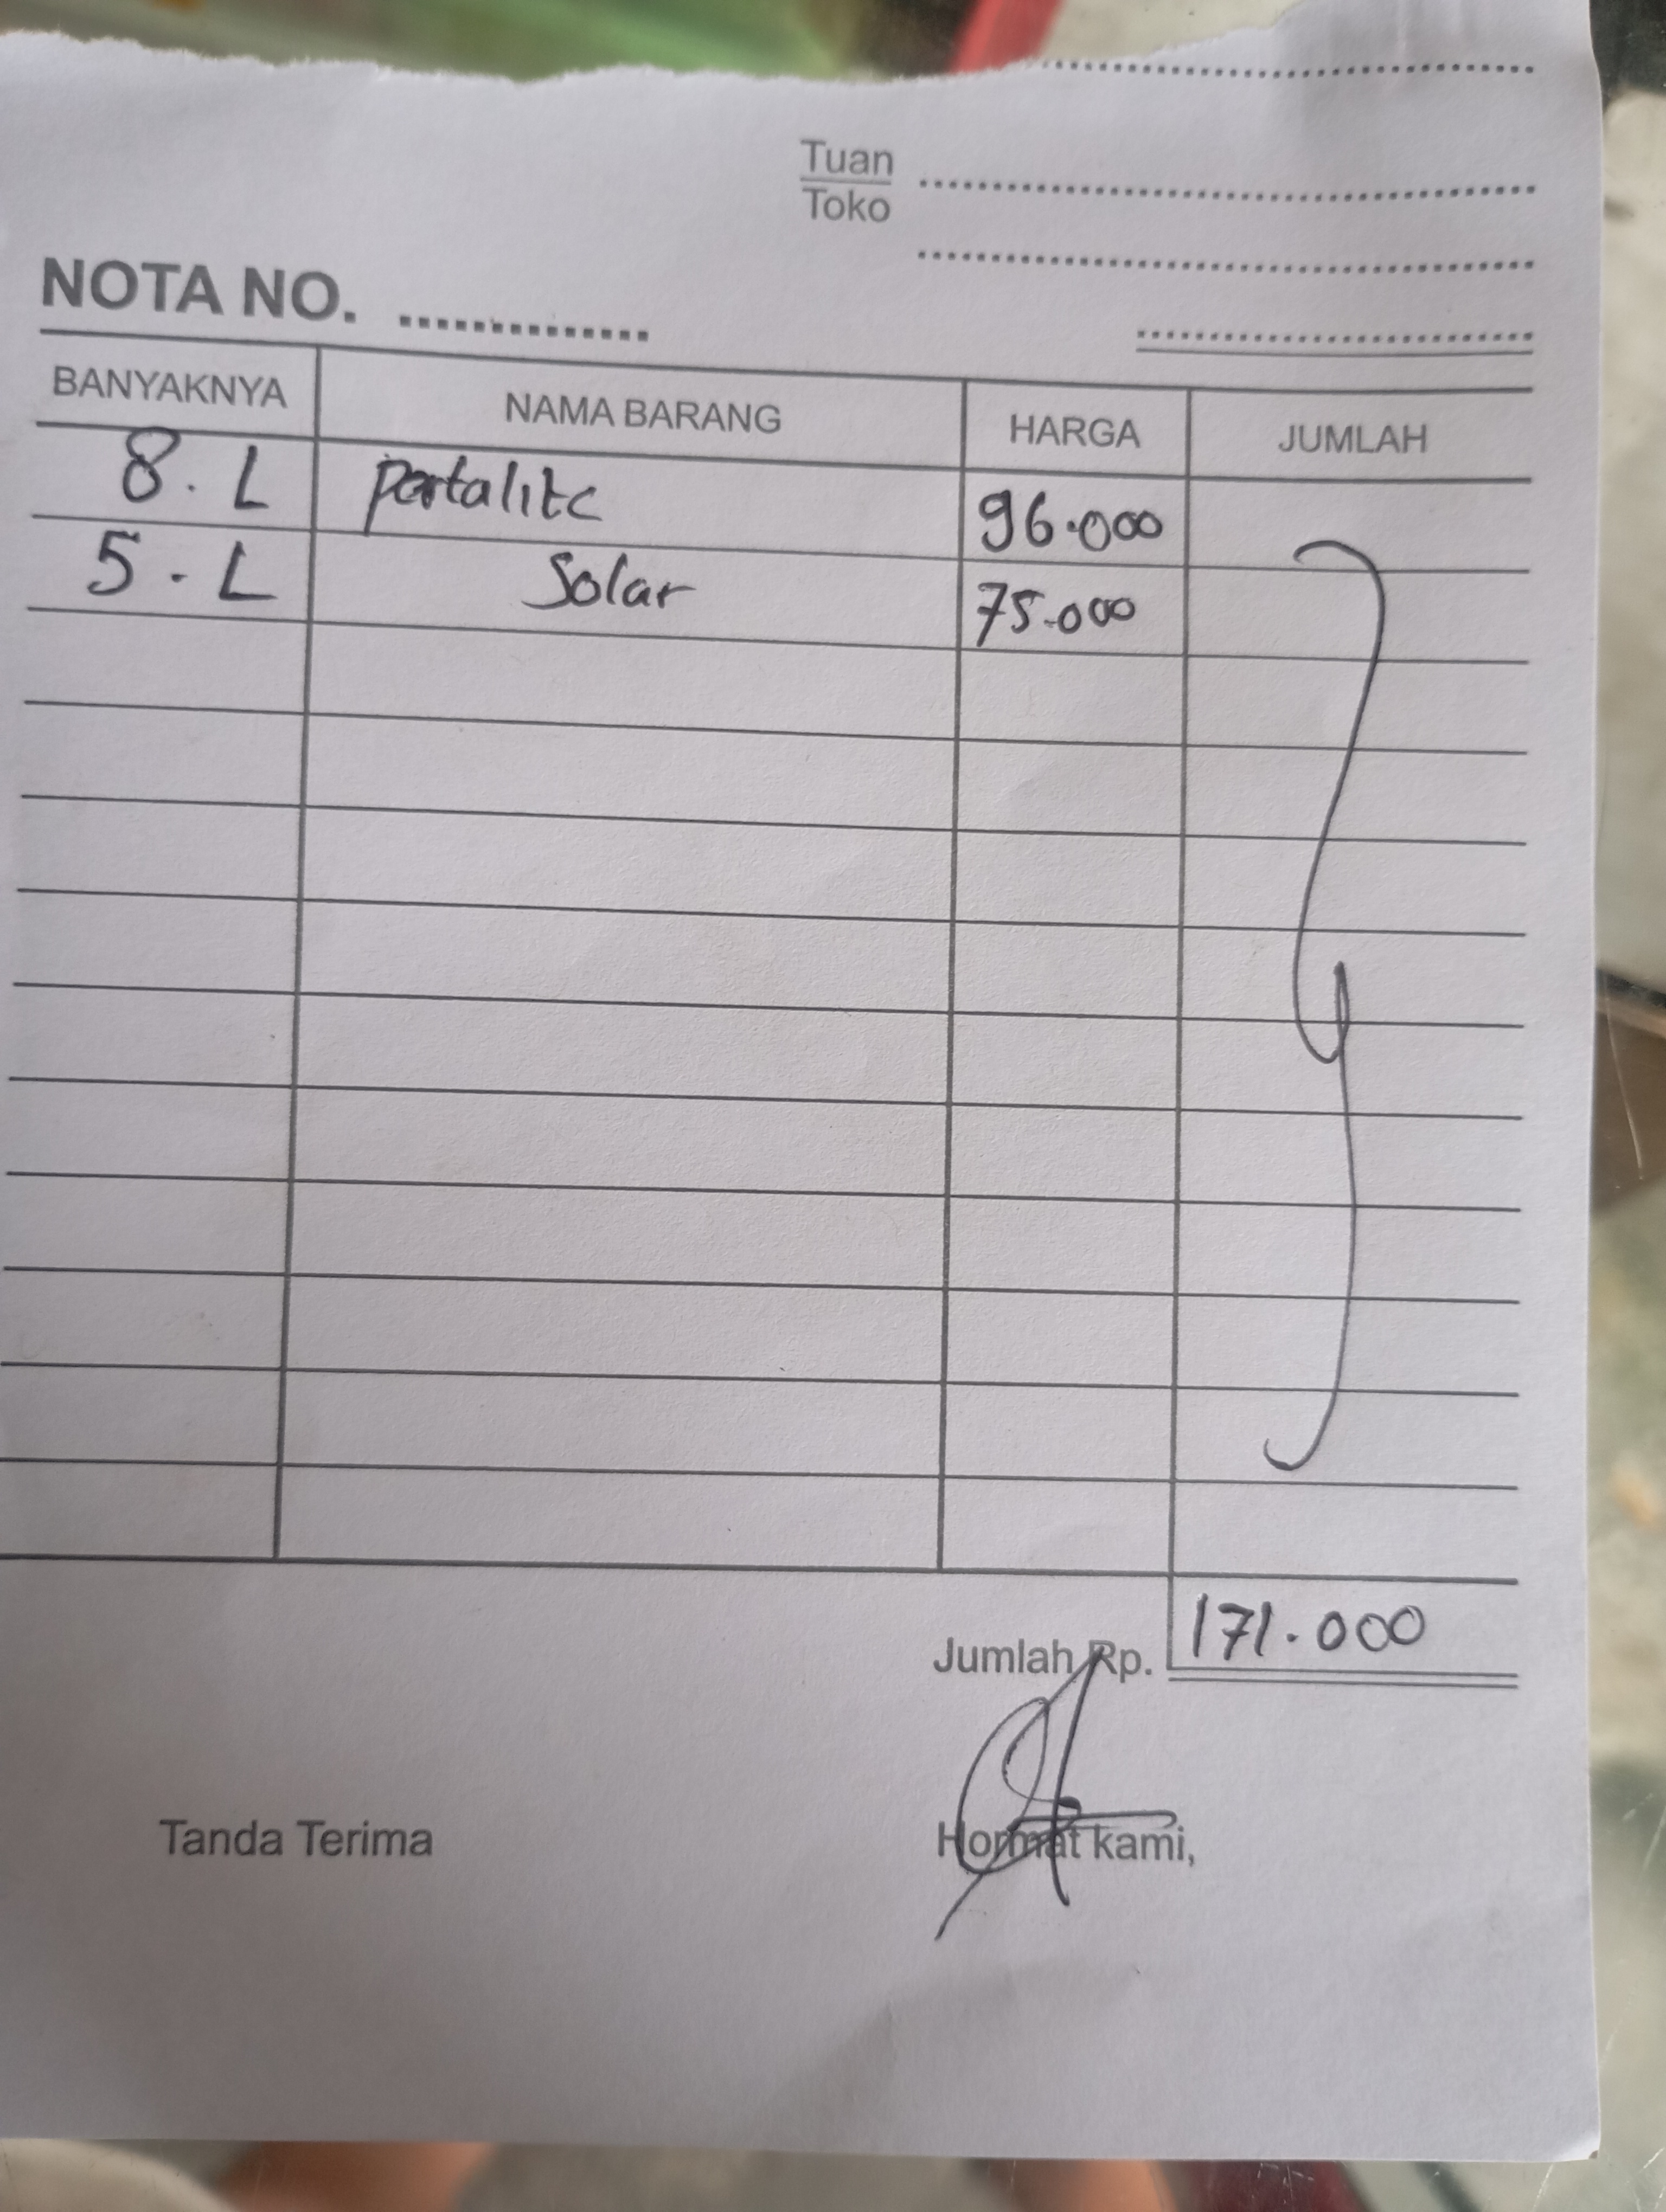 Tuan
Toko
NOTA NO. ...............
BANYAKNYA NAMA BARANG HARGA JUMLAH
8. L Pertalite 96.000
5. L Solar 75.000
Jumlah Rp. 171.000
Tanda Terima Hormat kami,